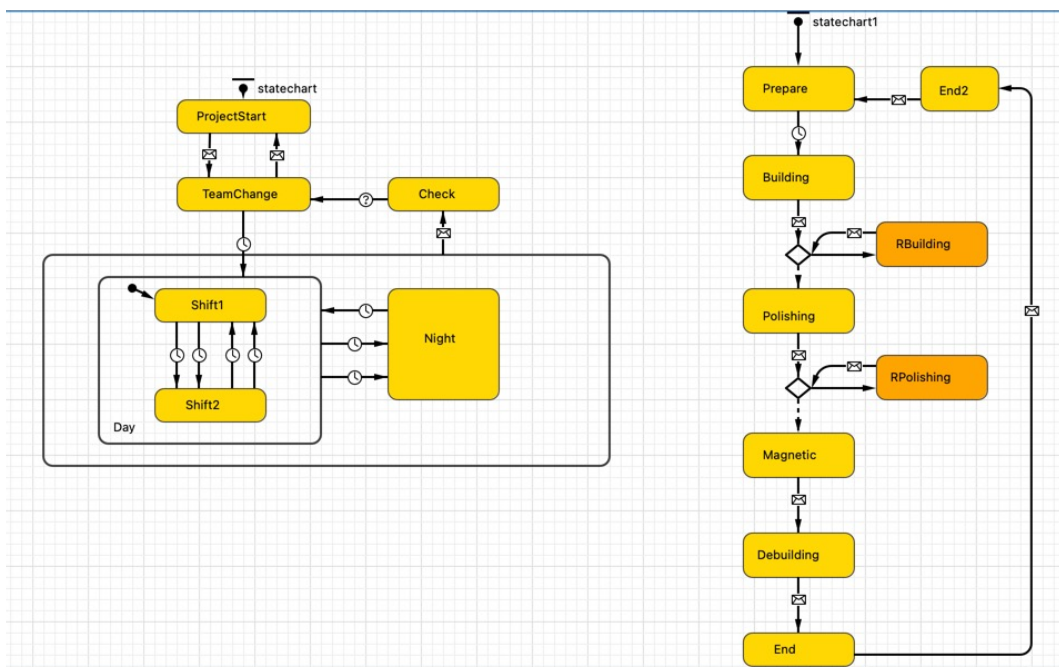 statechart
ProjectStart
TeamChange
Check
Shift1
Shift2
Day
Night
statechart1
Prepare
End2
Building
RBuilding
Polishing
RPolishing
Magnetic
Debuilding
End